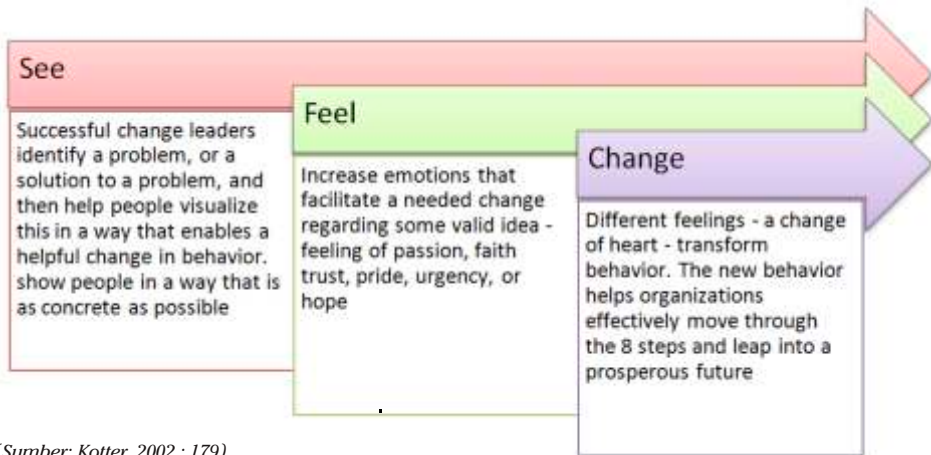 See
Successful change leaders
identify a problem, or a
solution to a problem, and
then help people visualize
this in a way that enables a
helpful change in behavior.
show people in a way that is
as concrete as possible
Feel
Increase emotions that
facilitate a needed change
regarding some valid idea -
feeling of passion, faith
trust, pride, urgency, or
hope
Change
Different feelings - a change
of heart - transform
behavior. The new behavior
helps organizations
effectively move through
the 8 steps and leap into a
prosperous future
(Sumber: Kotter, 2002 : 179)